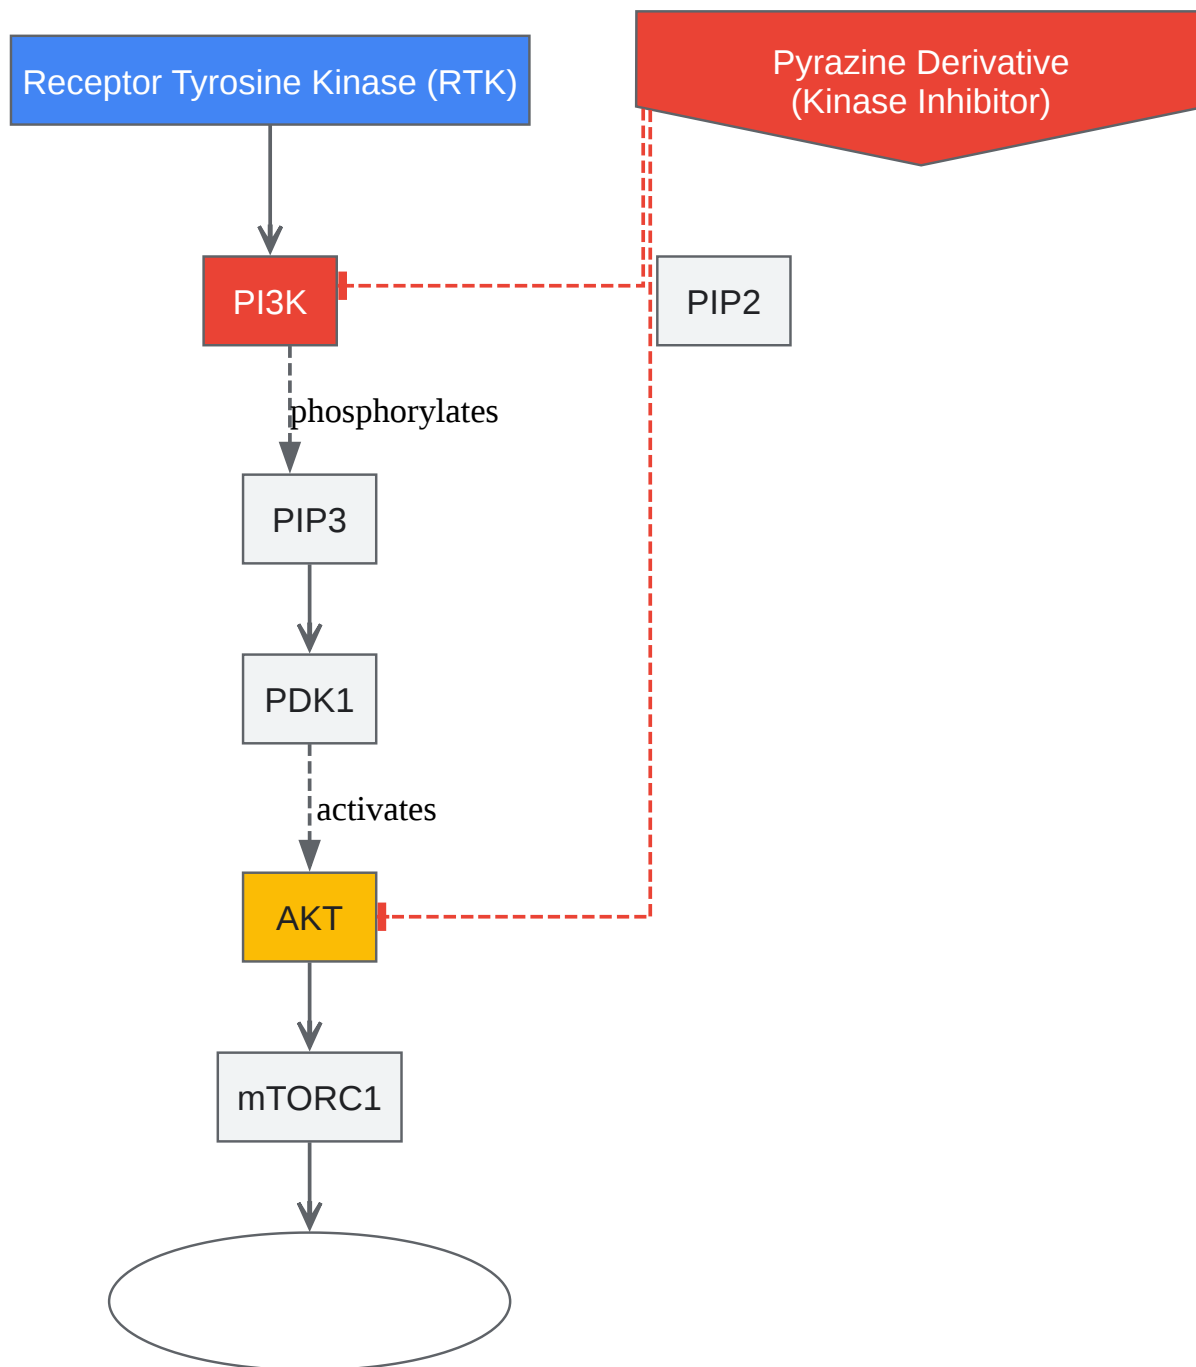 Receptor Tyrosine Kinase (RTK)
Pyrazine Derivative
(Kinase Inhibitor)
PI3K
PIP2
phosphorylates
PIP3
PDK1
activates
AKT
mTORC1